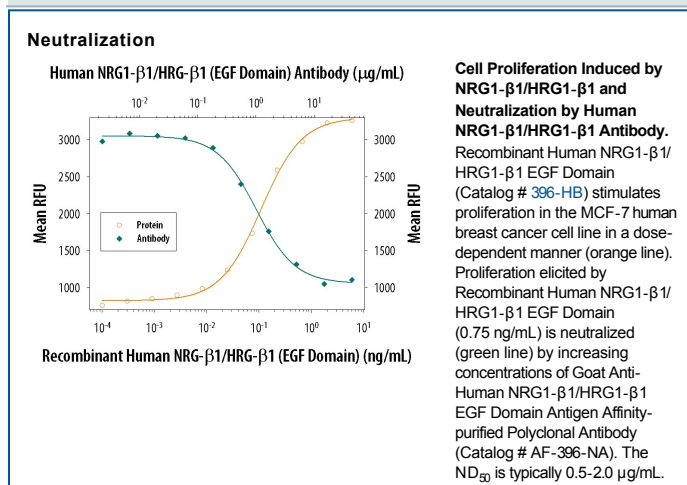 Neutralization
Human NRG1-β1/HRG-β1 (EGF Domain) Antibody (μg/mL)
10⁻² 10⁻¹ 10⁰ 10¹
3000 3000
2500 2500
2000 2000
1500 1500
1000 1000
Mean RFU
Mean RFU
Protein
Antibody
10⁻⁴ 10⁻³ 10⁻² 10⁻¹ 10⁰ 10¹
Recombinant Human NRG-β1/HRG-β1 (EGF Domain) (ng/mL)
Cell Proliferation Induced by
NRG1-β1/HRG1-β1 and
Neutralization by Human
NRG1-β1/HRG1-β1 Antibody.
Recombinant Human NRG1-β1/
HRG1-β1 EGF Domain
(Catalog # 396-HB) stimulates
proliferation in the MCF-7 human
breast cancer cell line in a dose-
dependent manner (orange line).
Proliferation elicited by
Recombinant Human NRG1-β1/
HRG1-β1 EGF Domain
(0.75 ng/mL) is neutralized
(green line) by increasing
concentrations of Goat Anti-
Human NRG1-β1/HRG1-β1
EGF Domain Antigen Affinity-
purified Polyclonal Antibody
(Catalog # AF-396-NA). The
ND₅₀ is typically 0.5-2.0 μg/mL.